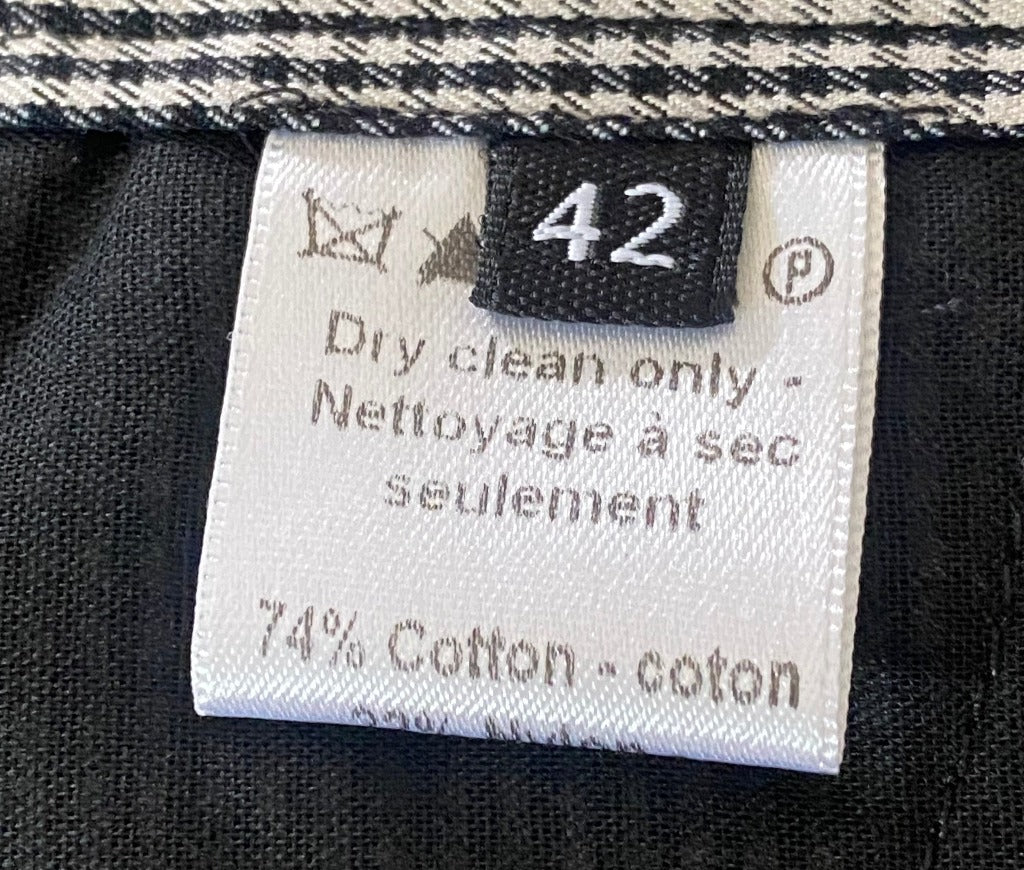 42
P
Dry clean only -
Nettoyage à sec
seulement
74% Cotton - coton